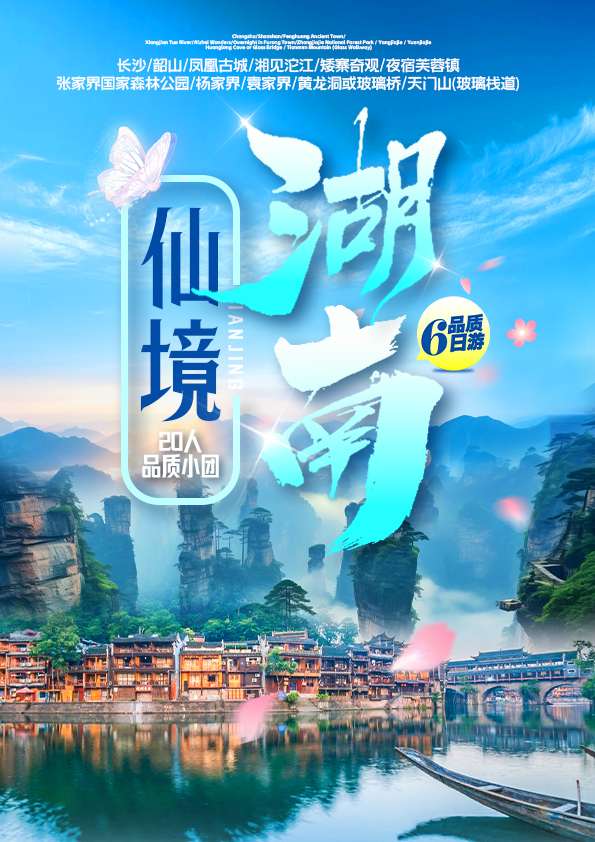 Changsha/Shaoshan/Fenghuang Ancient Town/
Xiangjian Tuo River/Aizhai Wonders/Overnight in Furong Town/Zhangjiajie National Forest Park / Yangjiajie / Yuanjiajie
Huanglong Cave or Glass Bridge / Tianmen Mountain (Glass Walkway)
长沙/韶山/凤凰古城/湘见沱江/矮寨奇观/夜宿芙蓉镇
张家界国家森林公园/杨家界/袁家界/黄龙洞或玻璃桥/天门山(玻璃栈道)
湖南
仙境
XIANJING
6品质
日游
20人
品质小团